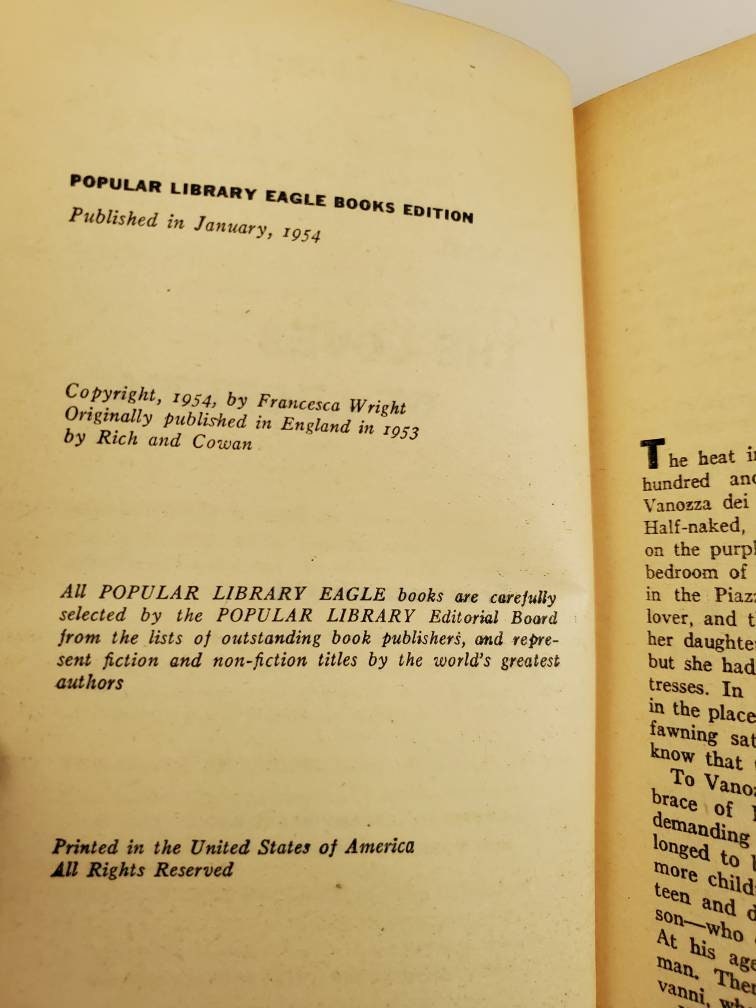 POPULAR LIBRARY EAGLE BOOKS EDITION
Published in January, 1954
Copyright, 1954, by Francesca Wright
Originally published in England in 1953
by Rich and Cowan
All POPULAR LIBRARY EAGLE books are carefully
selected by the POPULAR LIBRARY Editorial Board
from the lists of outstanding book publishers, and repre-
sent fiction and non-fiction titles by the world's greatest
authors
Printed in the United States of America
All Rights Reserved
The heat
hundred
Vanozza dei
Half-naked,
on the
bedroom of
in the
lover, and
her
but she had
tresses. In
in the place
fawning
know that
To
brace of
demanding
longed to
more
teen and
son—who
At his age
man.
vanni,